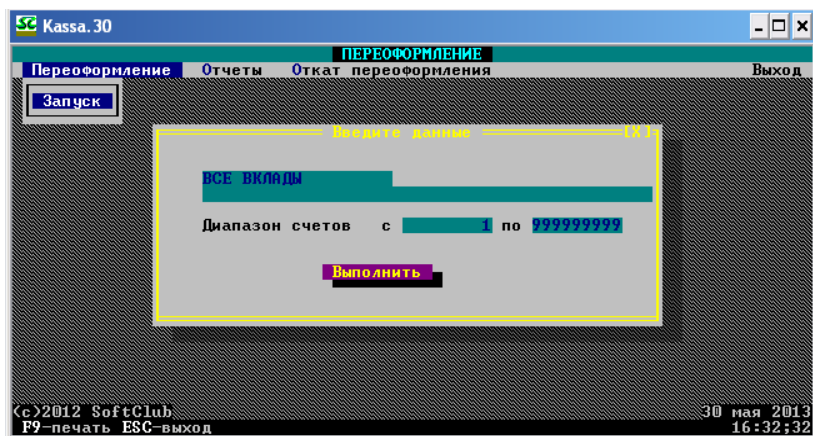 SC Kassa.30
ПЕРЕОФОРМЛЕНИЕ
Переоформление Отчеты Откат переоформления Выход
Запуск
Введите данные [X]
ВСЕ ВКЛАДЫ
Диапазон счетов с 1 по 999999999
Выполнить
(c)2012 SoftClub 30 мая 2013
F9-печать ESC-выход 16:32;32